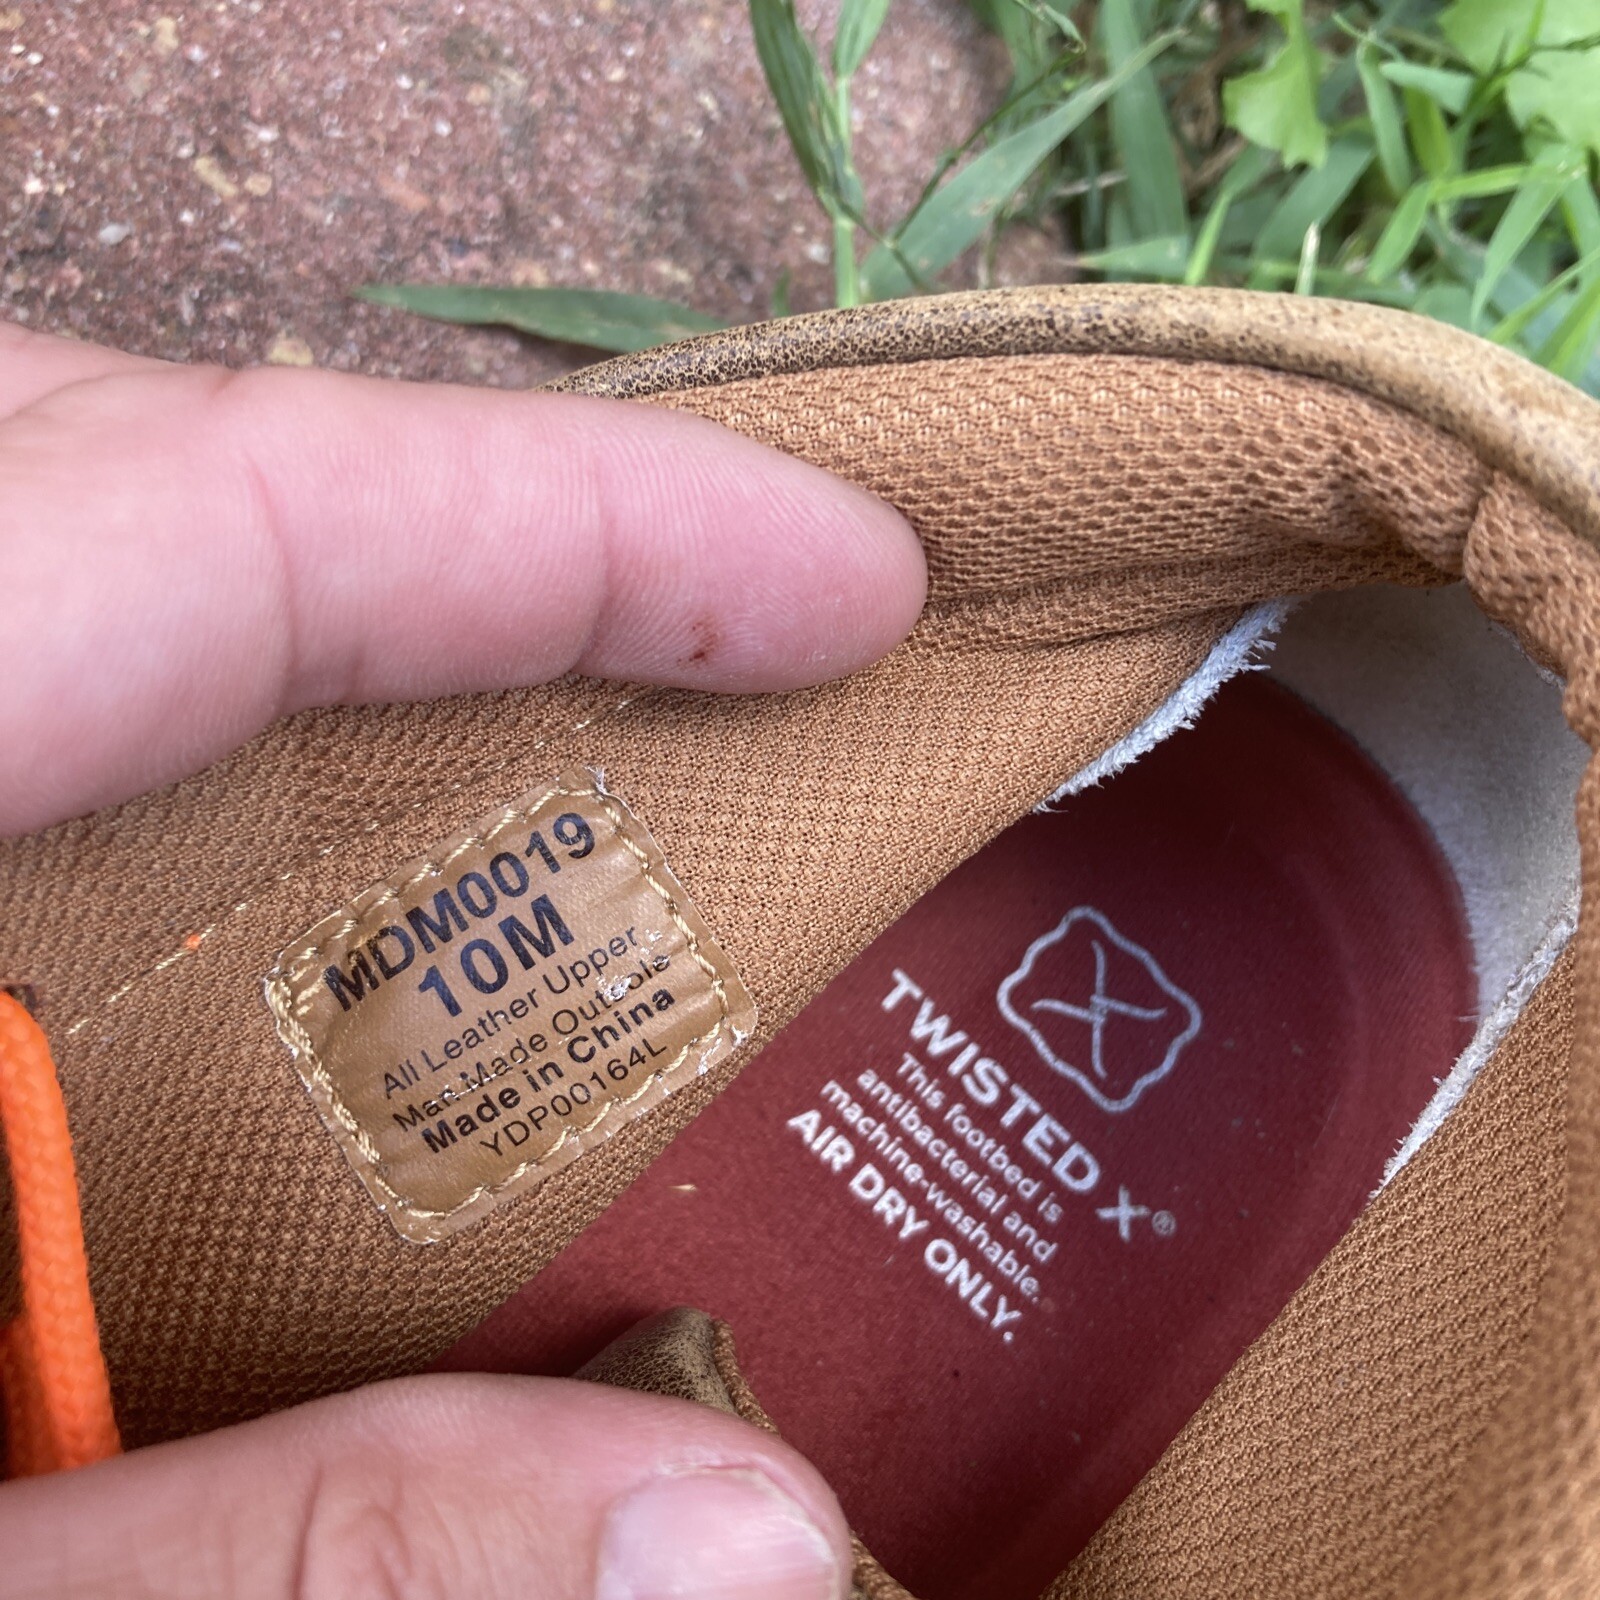 MDM0019
10M
All Leather Upper
Man Made Outsole
Made in China
YDP00164L
TWISTED X®
This footbed is
antibacterial and
machine-washable.
AIR DRY ONLY.